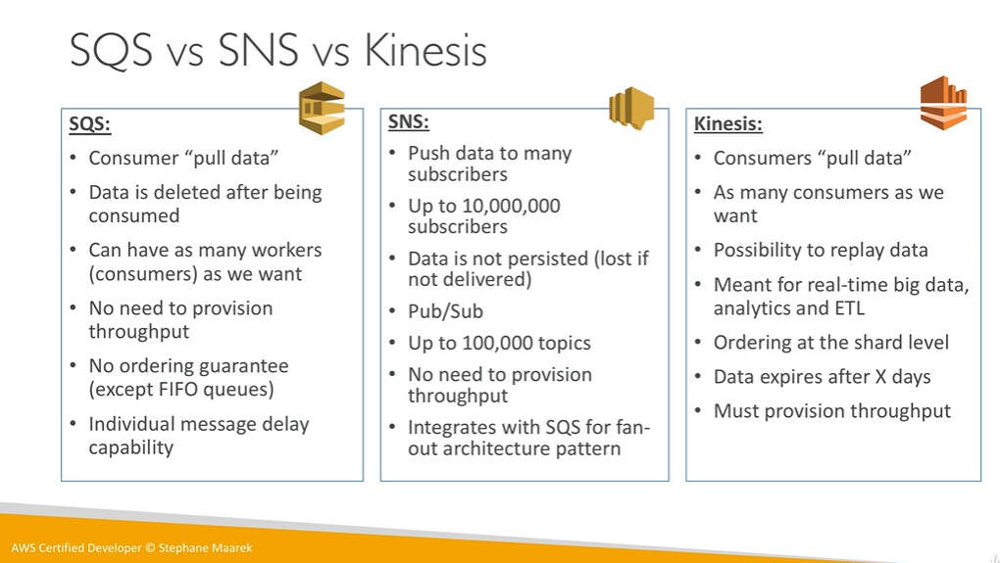 SQS vs SNS vs Kinesis
SQS:
• Consumer “pull data”
• Data is deleted after being
consumed
• Can have as many workers
(consumers) as we want
• No need to provision
throughput
• No ordering guarantee
(except FIFO queues)
• Individual message delay
capability
SNS:
• Push data to many
subscribers
• Up to 10,000,000
subscribers
• Data is not persisted (lost if
not delivered)
• Pub/Sub
• Up to 100,000 topics
• No need to provision
throughput
• Integrates with SQS for fan-
out architecture pattern
Kinesis:
• Consumers “pull data”
• As many consumers as we
want
• Possibility to replay data
• Meant for real-time big data,
analytics and ETL
• Ordering at the shard level
• Data expires after X days
• Must provision throughput
AWS Certified Developer © Stephane Maarek